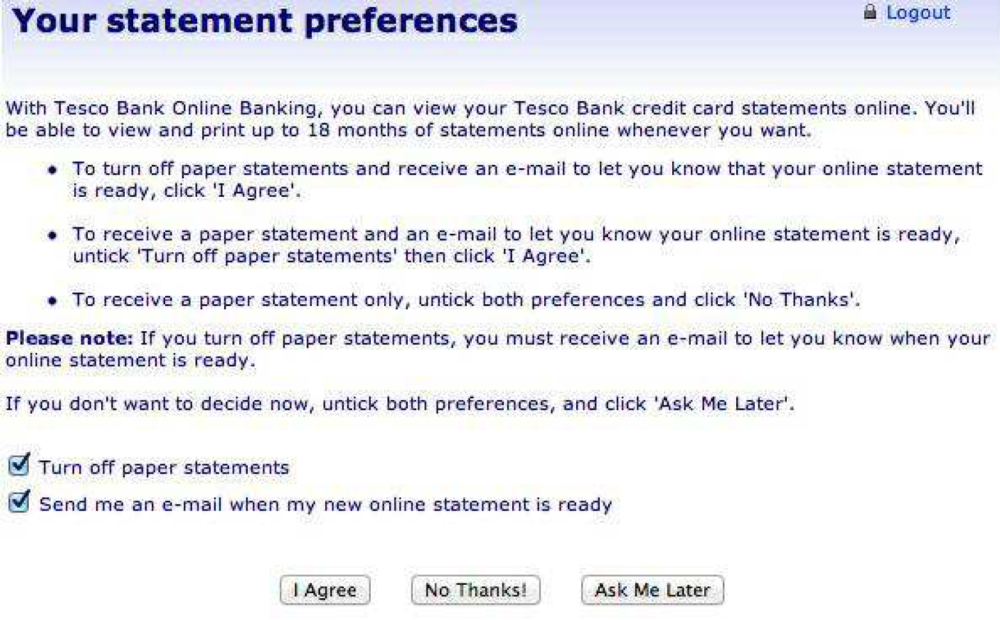 Your statement preferences
Logout
With Tesco Bank Online Banking, you can view your Tesco Bank credit card statements online. You'll
be able to view and print up to 18 months of statements online whenever you want.
• To turn off paper statements and receive an e-mail to let you know that your online statement
is ready, click 'I Agree'.
• To receive a paper statement and an e-mail to let you know your online statement is ready,
untick 'Turn off paper statements' then click 'I Agree'.
• To receive a paper statement only, untick both preferences and click 'No Thanks'.
Please note: If you turn off paper statements, you must receive an e-mail to let you know when your
online statement is ready.
If you don't want to decide now, untick both preferences, and click 'Ask Me Later'.
Turn off paper statements
Send me an e-mail when my new online statement is ready
I Agree No Thanks! Ask Me Later